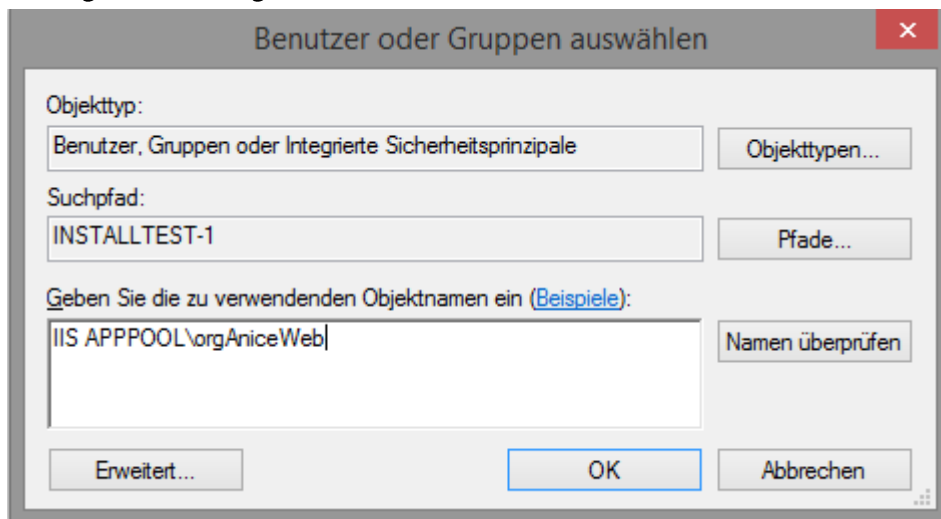 Benutzer oder Gruppen auswählen
Objekttyp:
Benutzer, Gruppen oder Integrierte Sicherheitsprinzipale
Objekttypen...
Suchpfad:
INSTALLTEST-1
Pfade...
Geben Sie die zu verwendenden Objektnamen ein (Beispiele):
IIS APPPOOL\orgAniceWeb
Namen überprüfen
Erweitert...
OK
Abbrechen